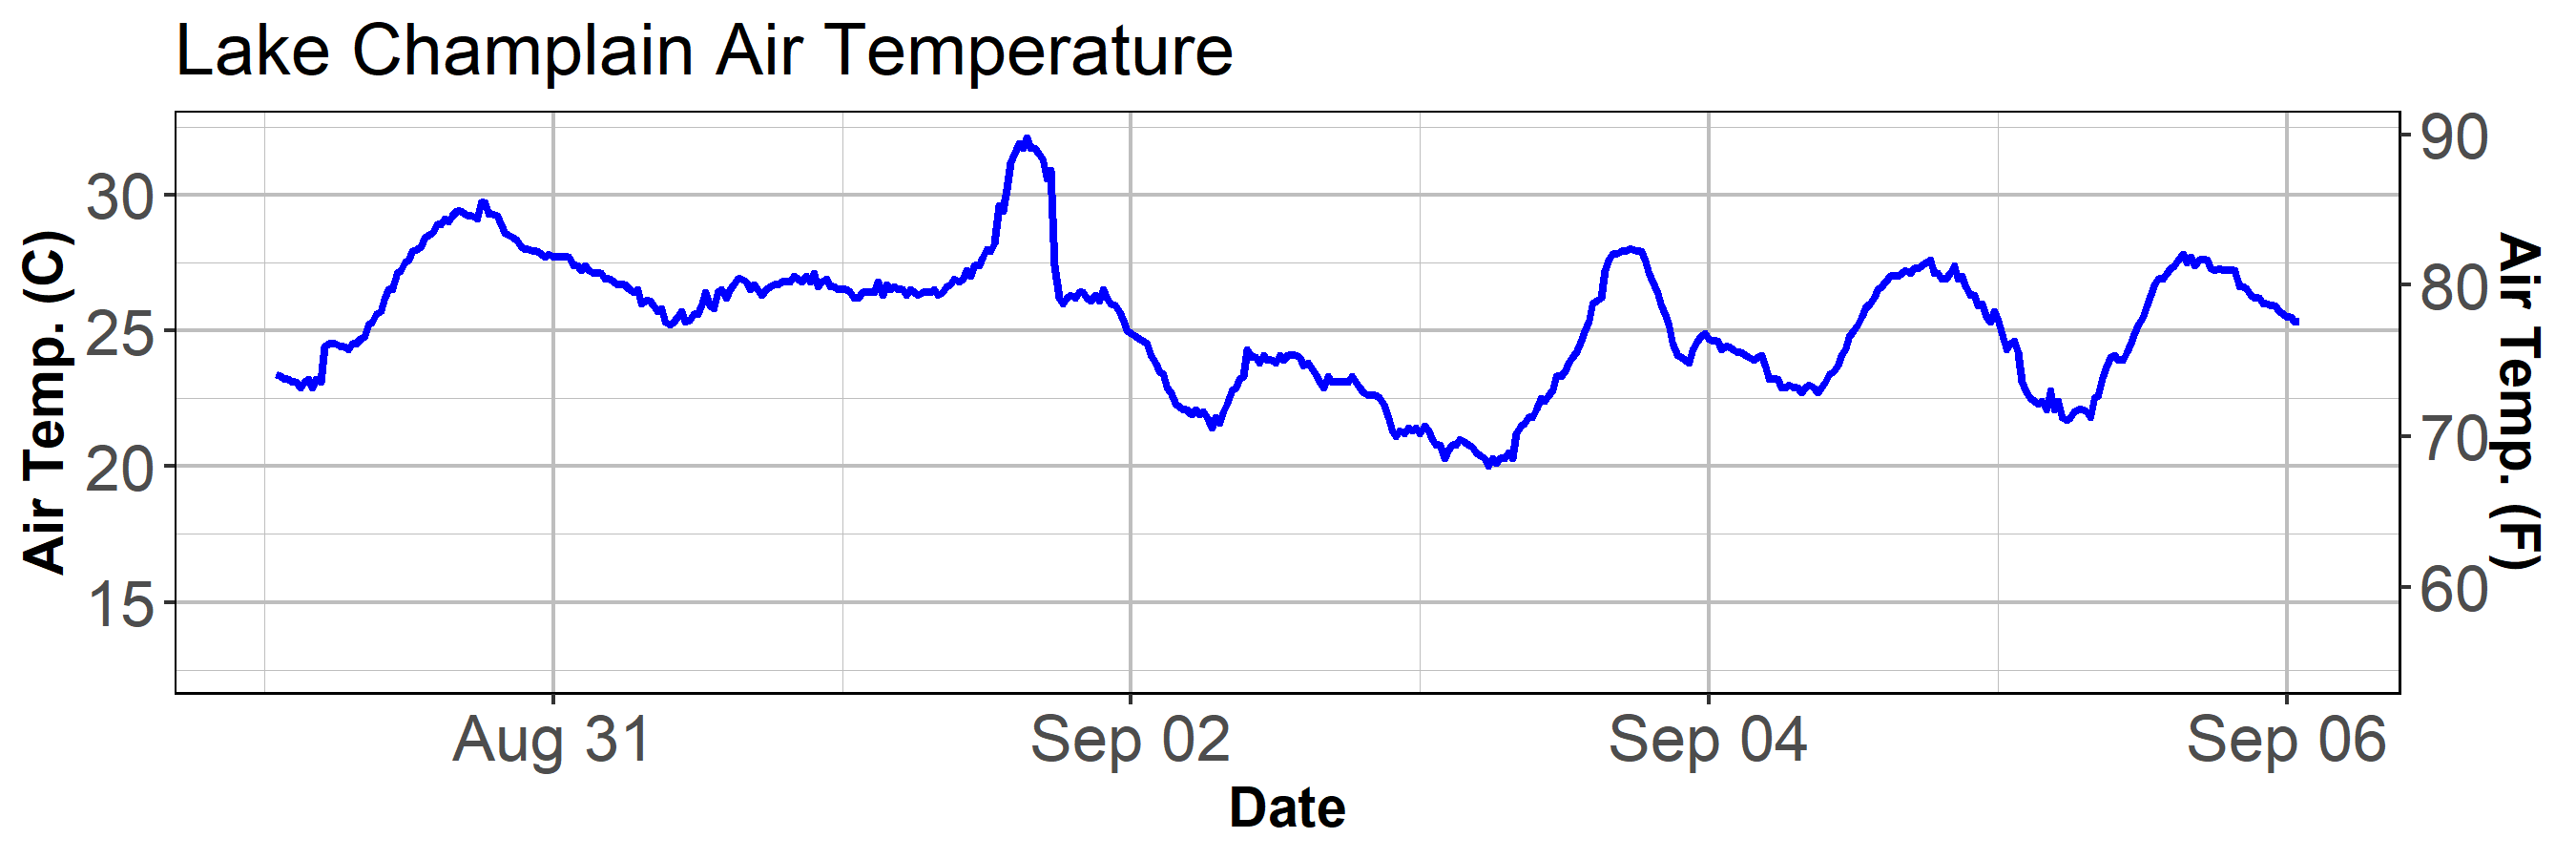 Lake Champlain Air Temperature
Air Temp. (C)
30
25
20
15
90
80
70
60
Air Temp. (F)
Aug 31
Sep 02
Sep 04
Sep 06
Date